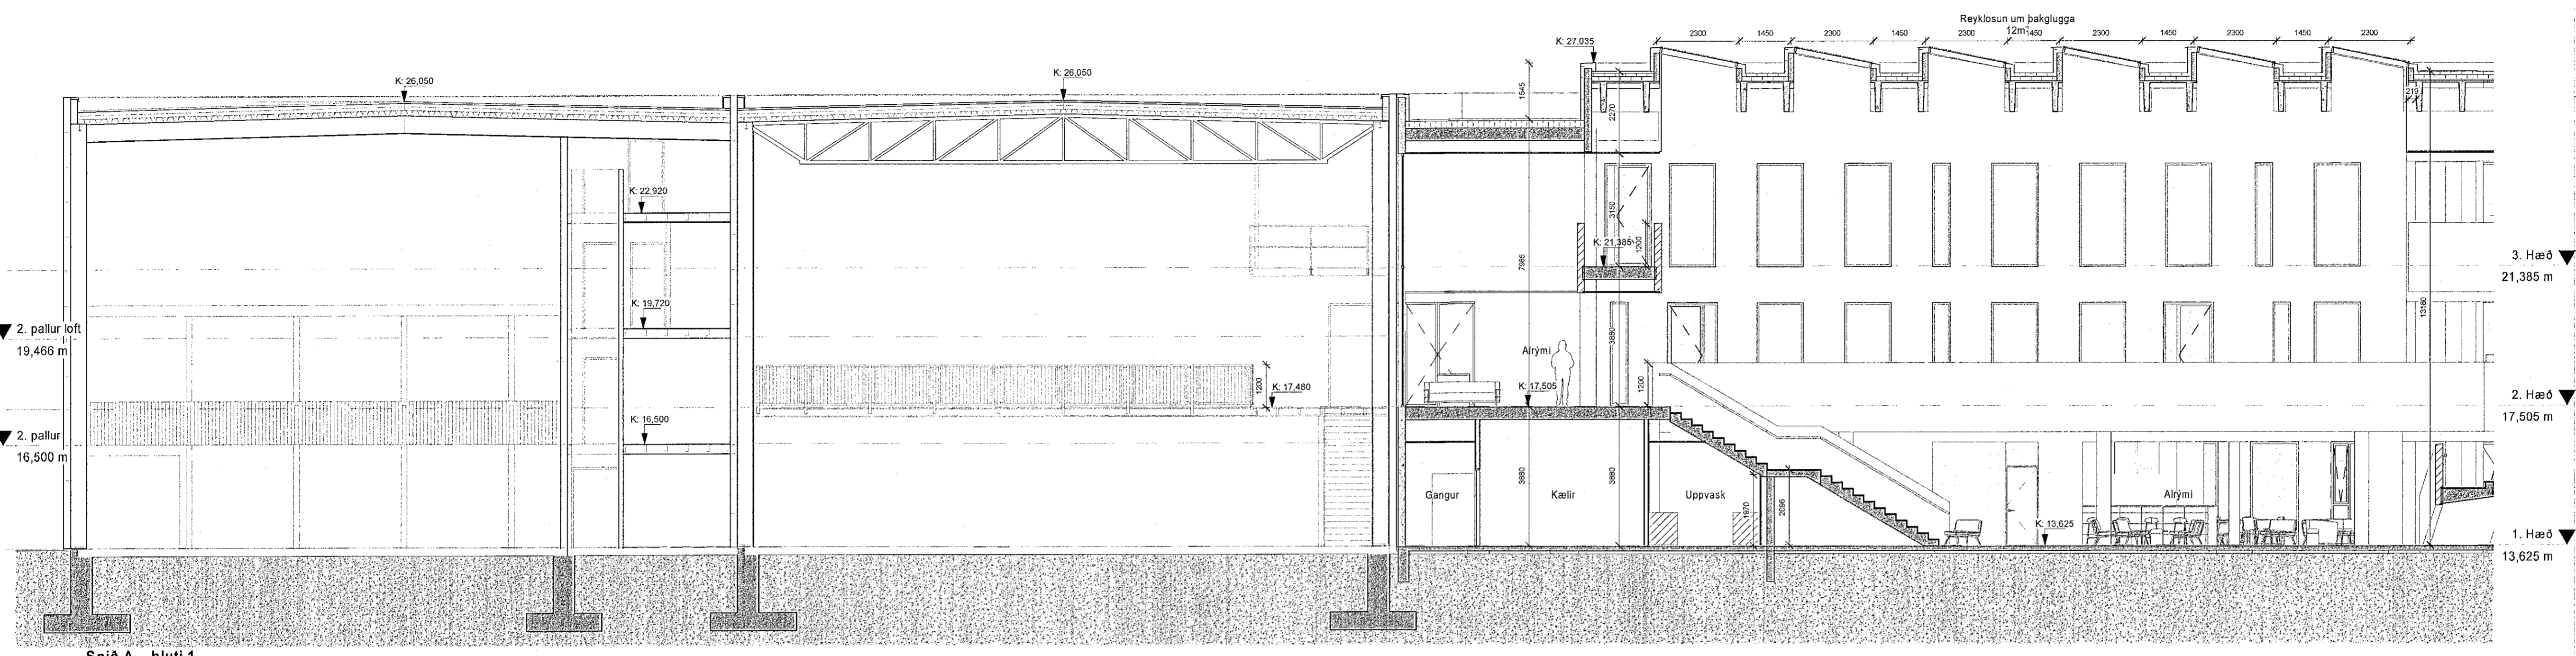 Reyklosun um þakglugga
12m²
2300 1450 2300 1450 2300 1450 2300 1450 2300 1450 2300
K: 27,035
K: 26,050
K: 26,050
1545
2270
219
K: 22,920
3150
K: 21,385
1200
3. Hæð
21,385 m
7985
13180
K: 19,720
2. pallur loft
19,466 m
Alrými
3880
1200
K: 17,480
K: 17,505
1200
2. Hæð
17,505 m
K: 16,500
2. pallur
16,500 m
Gangur
3880
Kælir
3880
Uppvask
1970
2096
Alrými
K: 13,625
1. Hæð
13,625 m